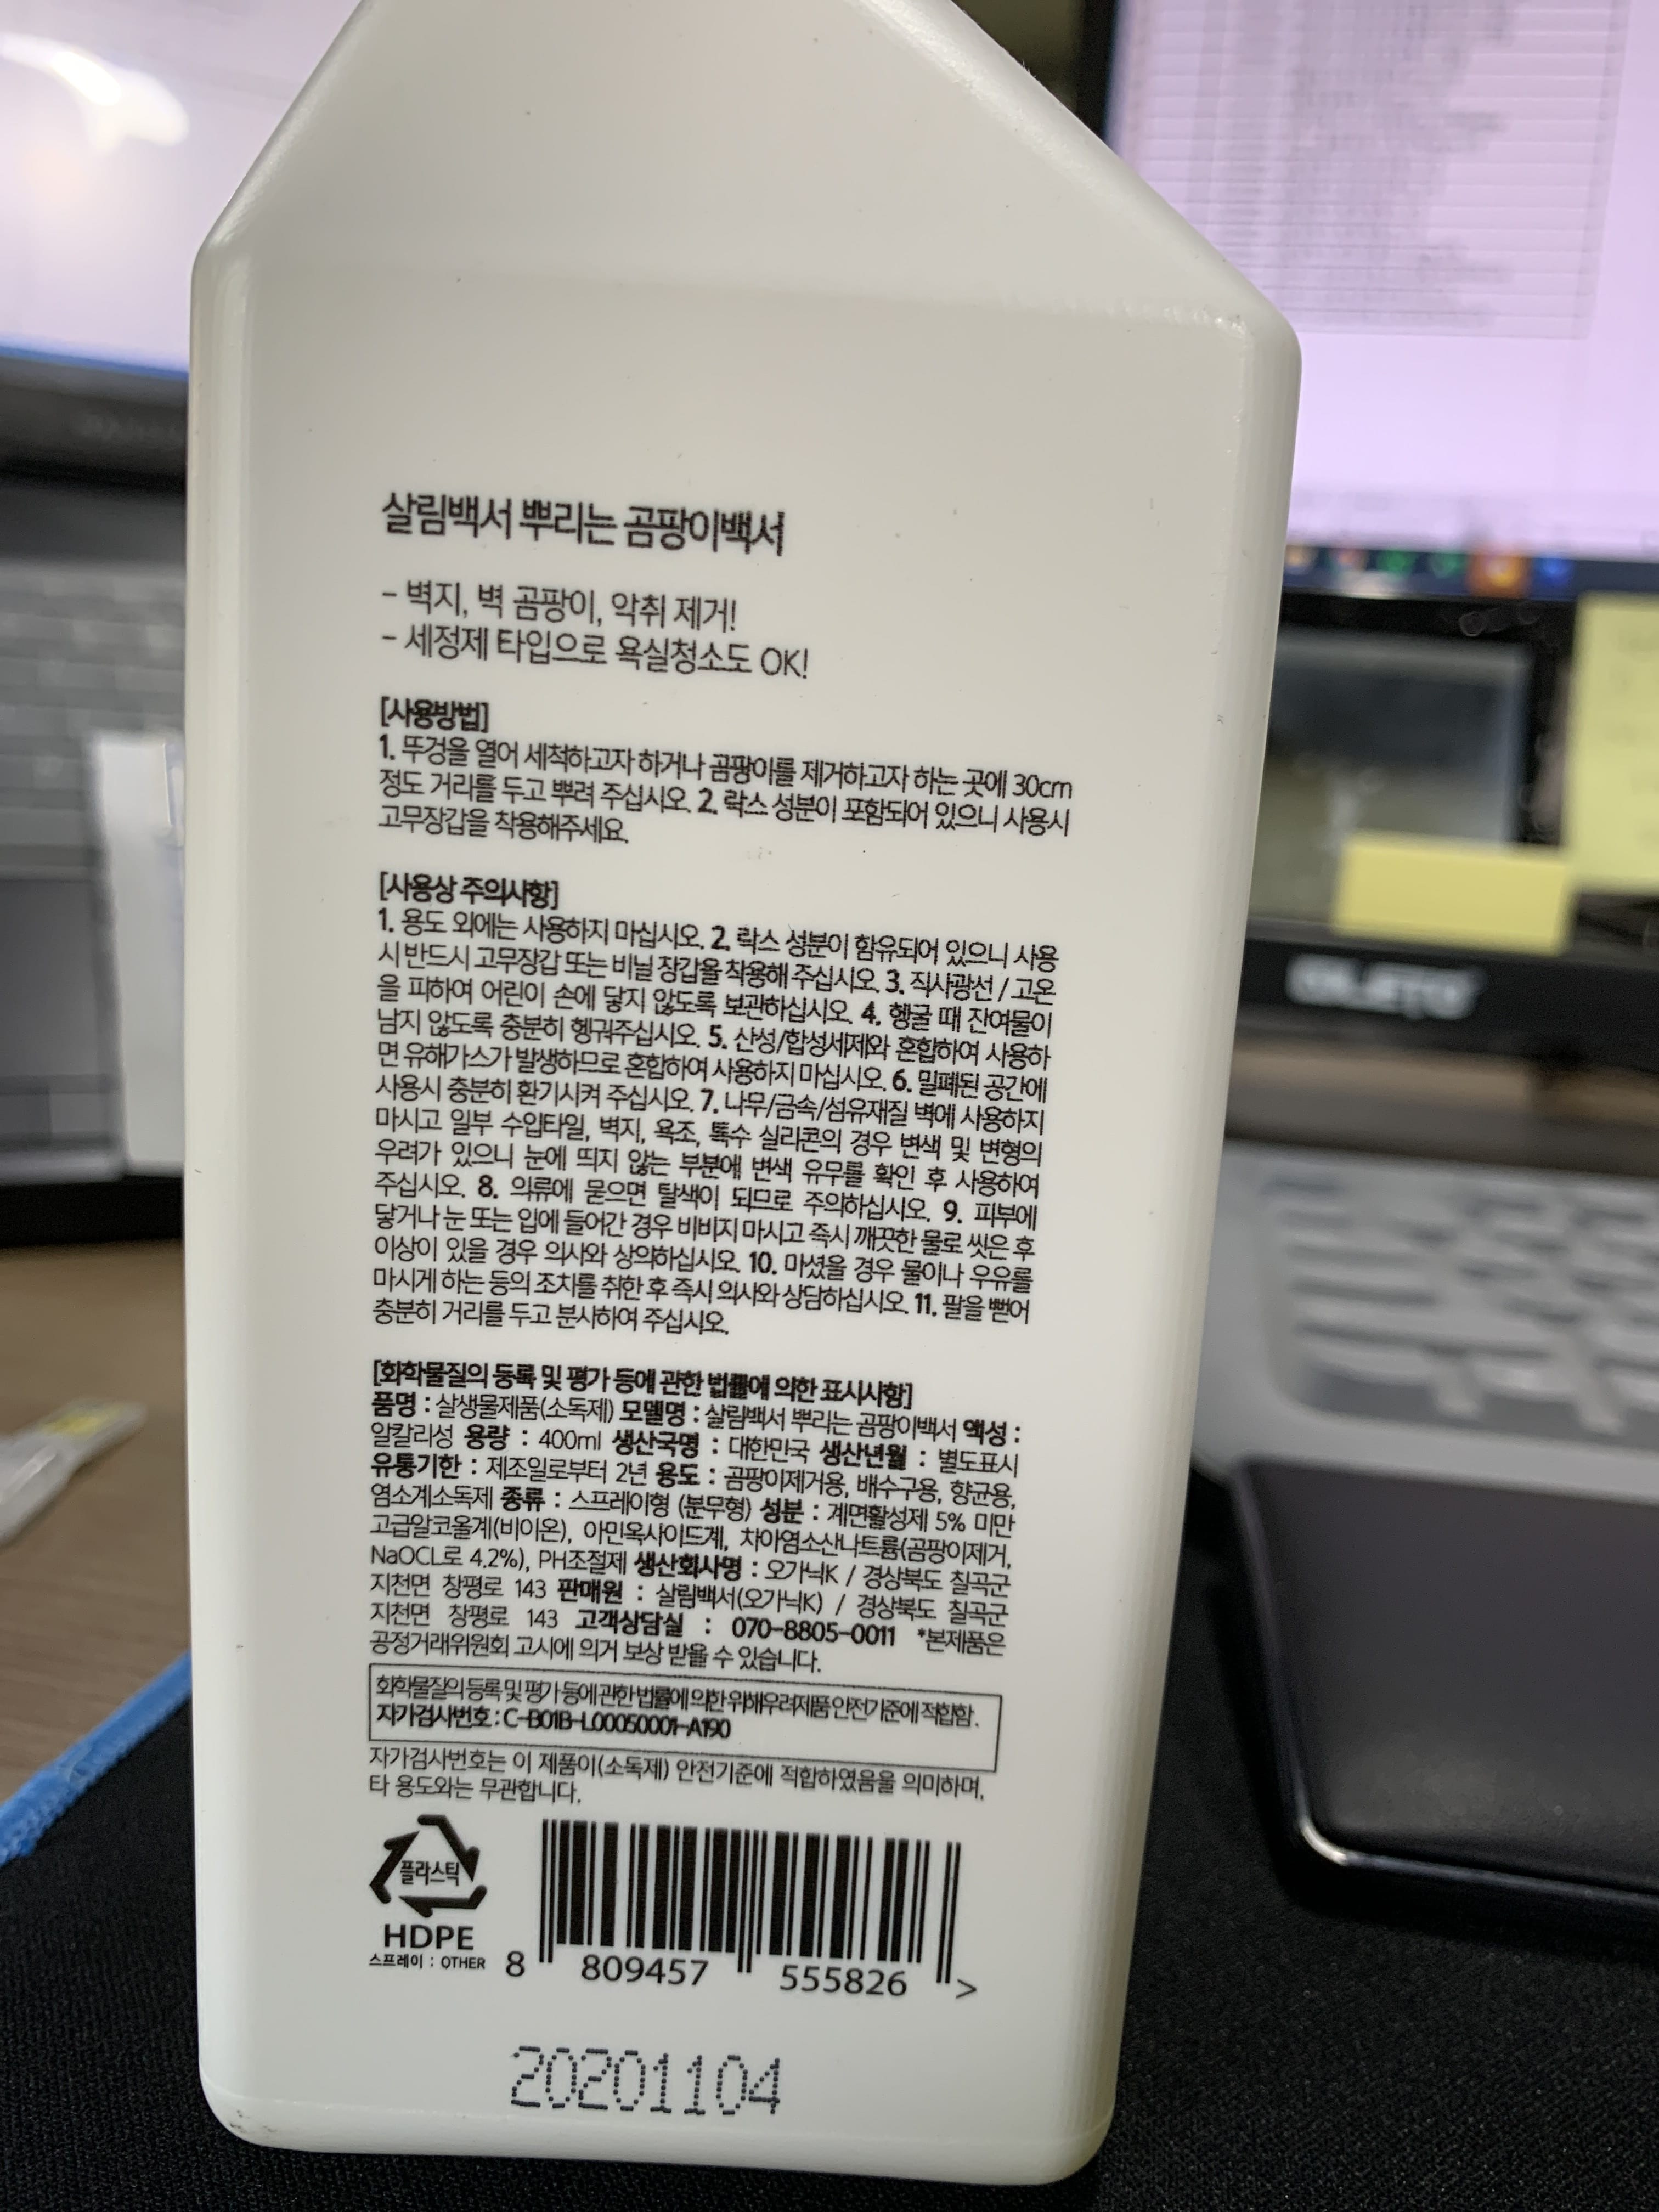 살림백서 뿌리는 곰팡이백서
- 벽지, 벽 곰팡이, 악취 제거!
- 세정제 타입으로 욕실청소도 OK!
[사용방법]
1. 뚜겅을 열어 세척하고자 하거나 곰팡이를 제거하고자 하는 곳에 30cm
정도 거리를 두고 뿌려 주십시오. 2. 락스 성분이 포함되어 있으니 사용시
고무장갑을 착용해주세요.
[사용상 주의사항]
1. 용도 외에는 사용하지 마십시오. 2. 락스 성분이 함유되어 있으니 사용
시 반드시 고무장갑 또는 비닐 장갑을 착용해 주십시오. 3. 직사광선 / 고온
을 피하여 어린이 손에 닿지 않도록 보관하십시오. 4. 헹굴 때 잔여물이
남지 않도록 충분히 헹궈주십시오. 5. 산성/합성세제와 혼합하여 사용하
면 유해가스가 발생하므로 혼합하여 사용하지 마십시오. 6. 밀폐된 공간에
사용시 충분히 환기시켜 주십시오. 7. 나무/금속/섬유재질 벽에 사용하지
마시고 일부 수입타일, 벽지, 욕조, 특수 실리콘의 경우 변색 및 변형의
우려가 있으니 눈에 띄지 않는 부분에 변색 유무를 확인 후 사용하여
주십시오. 8. 의류에 묻으면 탈색이 되므로 주의하십시오. 9. 피부에
닿거나 눈 또는 입에 들어간 경우 비비지 마시고 즉시 깨끗한 물로 씻은 후
이상이 있을 경우 의사와 상의하십시오. 10. 마셨을 경우 물이나 우유를
마시게 하는 등의 조치를 취한 후 즉시 의사와 상담하십시오. 11. 팔을 뻗어
충분히 거리를 두고 분사하여 주십시오.
[화학물질의 등록 및 평가 등에 관한 법률에 의한 표시사항]
품명 : 살생물제품(소독제) 모델명 : 살림백서 뿌리는 곰팡이백서 액성 :
알칼리성 용량 : 400ml 생산국명 : 대한민국 생산년월 : 별도표시
유통기한 : 제조일로부터 2년 용도 : 곰팡이제거용, 배수구용, 향균용,
염소계소독제 종류 : 스프레이형 (분무형) 성분 : 계면활성제 5% 미만
고급알코올계(비이온), 아민옥사이드계, 차아염소산나트륨(곰팡이제거,
NaOCL로 4.2%), PH조절제 생산회사명 : 오가닉K / 경상북도 칠곡군
지천면 창평로 143 판매원 : 살림백서(오가닉K) / 경상북도 칠곡군
지천면 창평로 143 고객상담실 : 070-8805-0011 *본제품은
공정거래위원회 고시에 의거 보상 받을 수 있습니다.
화학물질의 등록 및 평가 등에 관한 법률에 의한 위해우려제품 안전기준에 적합함.
자가검사번호 : C-B01B-L00050001-A190
자가검사번호는 이 제품이(소독제) 안전기준에 적합하였음을 의미하며,
타 용도와는 무관합니다.
플라스틱
HDPE
스프레이 : OTHER
8 809457 555826 >
20201104